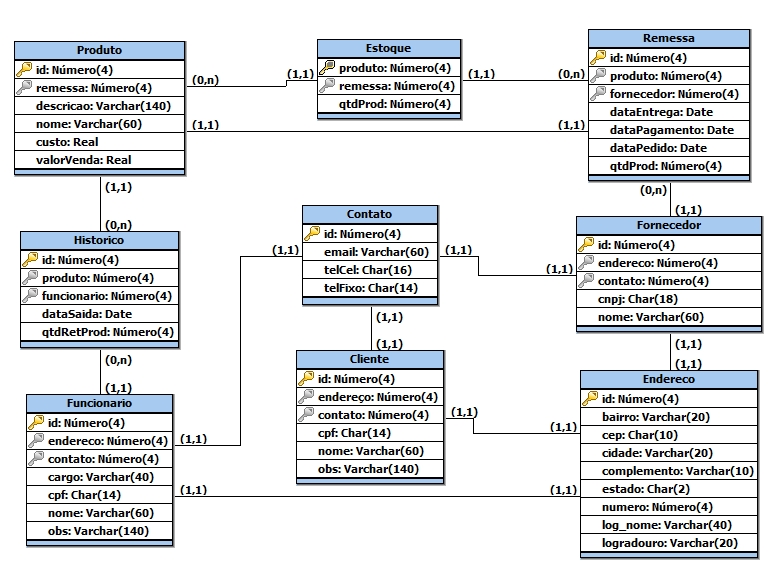 Produto
id: Número(4)
remessa: Número(4)
descricao: Varchar(140)
nome: Varchar(60)
custo: Real
valorVenda: Real
(0,n)
(1,1)
Estoque
produto: Número(4)
remessa: Número(4)
qtdProd: Número(4)
(1,1)
(0,n)
Remessa
id: Número(4)
produto: Número(4)
fornecedor: Número(4)
dataEntrega: Date
dataPagamento: Date
dataPedido: Date
qtdProd: Número(4)
(1,1)
(1,1)
(1,1)
(0,n)
(0,n)
(1,1)
Historico
id: Número(4)
produto: Número(4)
funcionario: Número(4)
dataSaida: Date
qtdRetProd: Número(4)
(1,1)
Contato
id: Número(4)
email: Varchar(60)
telCel: Char(16)
telFixo: Char(14)
(1,1)
(1,1)
Fornecedor
id: Número(4)
endereco: Número(4)
contato: Número(4)
cnpj: Char(18)
nome: Varchar(60)
(0,n)
(1,1)
(1,1)
(1,1)
(1,1)
(1,1)
Funcionario
id: Número(4)
endereco: Número(4)
contato: Número(4)
cargo: Varchar(40)
cpf: Char(14)
nome: Varchar(60)
obs: Varchar(140)
(1,1)
Cliente
id: Número(4)
endereço: Número(4)
contato: Número(4)
cpf: Char(14)
nome: Varchar(60)
obs: Varchar(140)
(1,1)
(1,1)
Endereco
id: Número(4)
bairro: Varchar(20)
cep: Char(10)
cidade: Varchar(20)
complemento: Varchar(10)
estado: Char(2)
numero: Número(4)
log_nome: Varchar(40)
logradouro: Varchar(20)
(1,1)
(1,1)